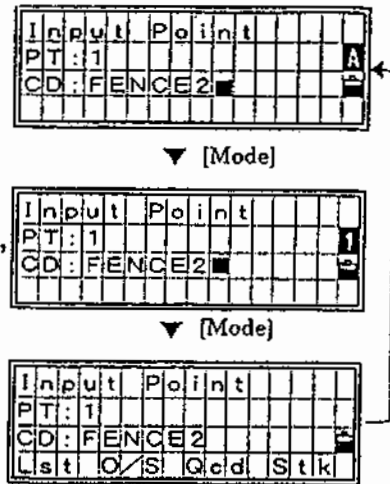 Input Point
PT:1 A
CD:FENCE2
▼ [Mode]
Input Point
PT:1 1
CD:FENCE2
▼ [Mode]
Input Point
PT:1
CD:FENCE2
Lst O/S Qcd Stk